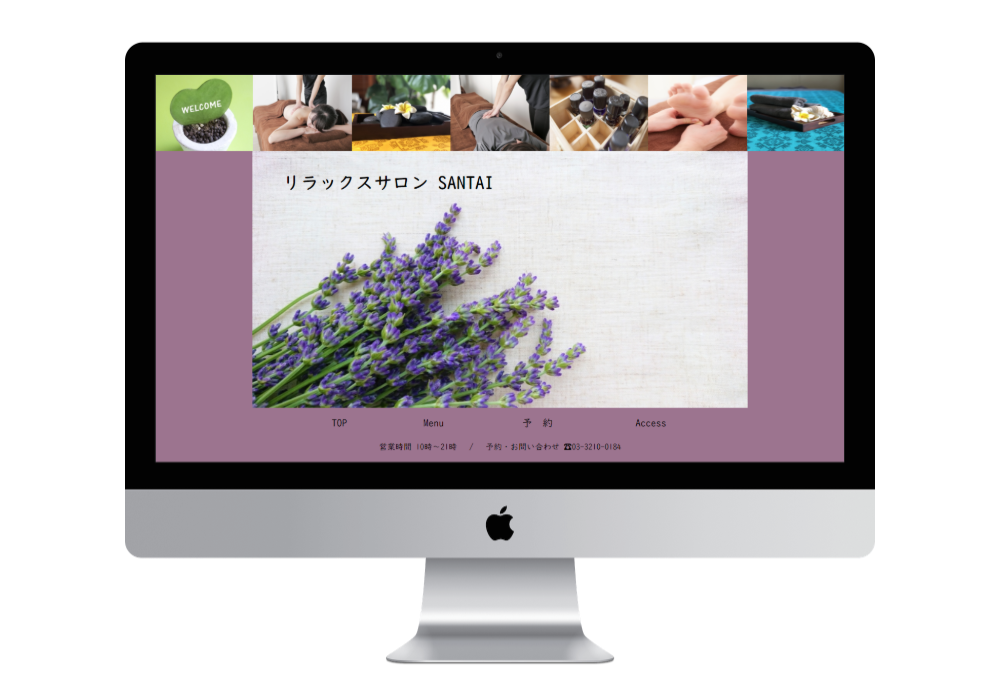 WELCOME
リラックスサロン SANTAI
TOP Menu 予 約 Access
営業時間 10時～21時 / 予約・お問い合わせ ☎03-3210-0184